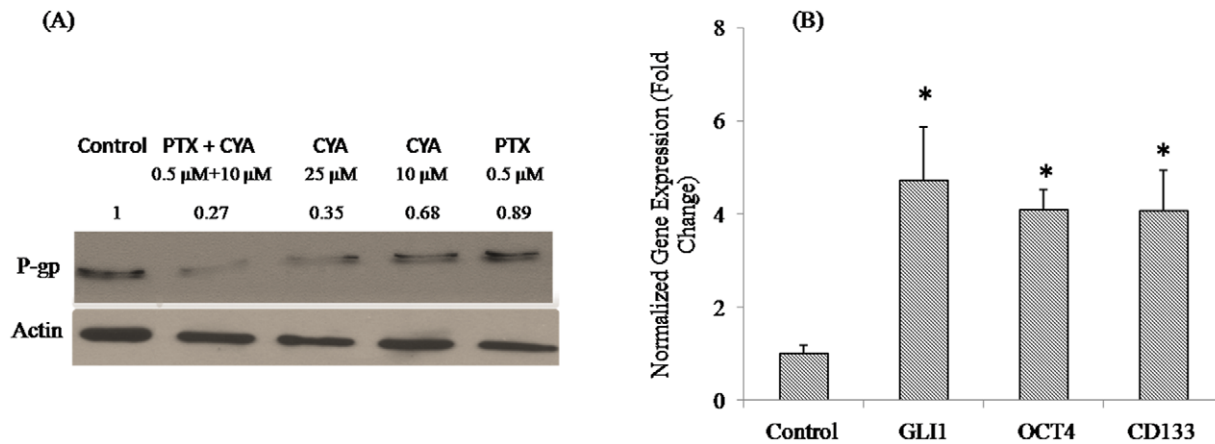 (A)
Control PTX + CYA CYA CYA PTX
0.5 µM+10 µM 25 µM 10 µM 0.5 µM
1 0.27 0.35 0.68 0.89
P-gp
Actin
(B)
Normalized Gene Expression (Fold
Change)
8
6
4
2
0
*
*
*
Control GLI1 OCT4 CD133